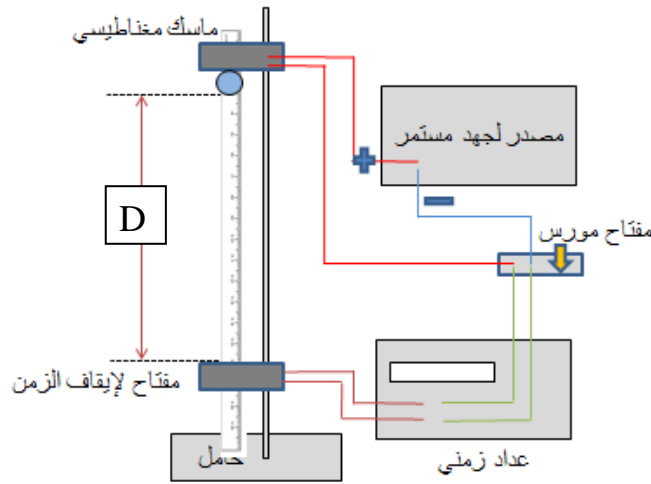 ماسك مغناطيسي
مصدر لجهد مستمر
D
مفتاح مورس
مفتاح لإيقاف الزمن
حامل
عداد زمني